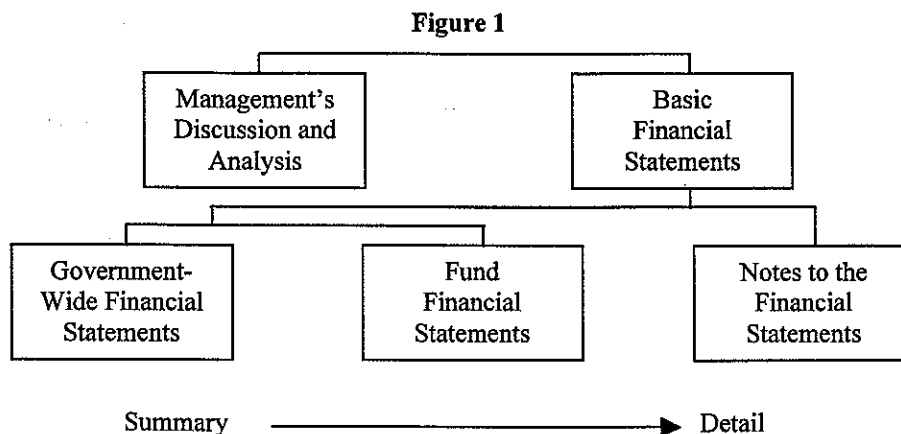 Figure 1
Management's
Discussion and
Analysis
Basic
Financial
Statements
Government-
Wide Financial
Statements
Fund
Financial
Statements
Notes to the
Financial
Statements
Summary
Detail